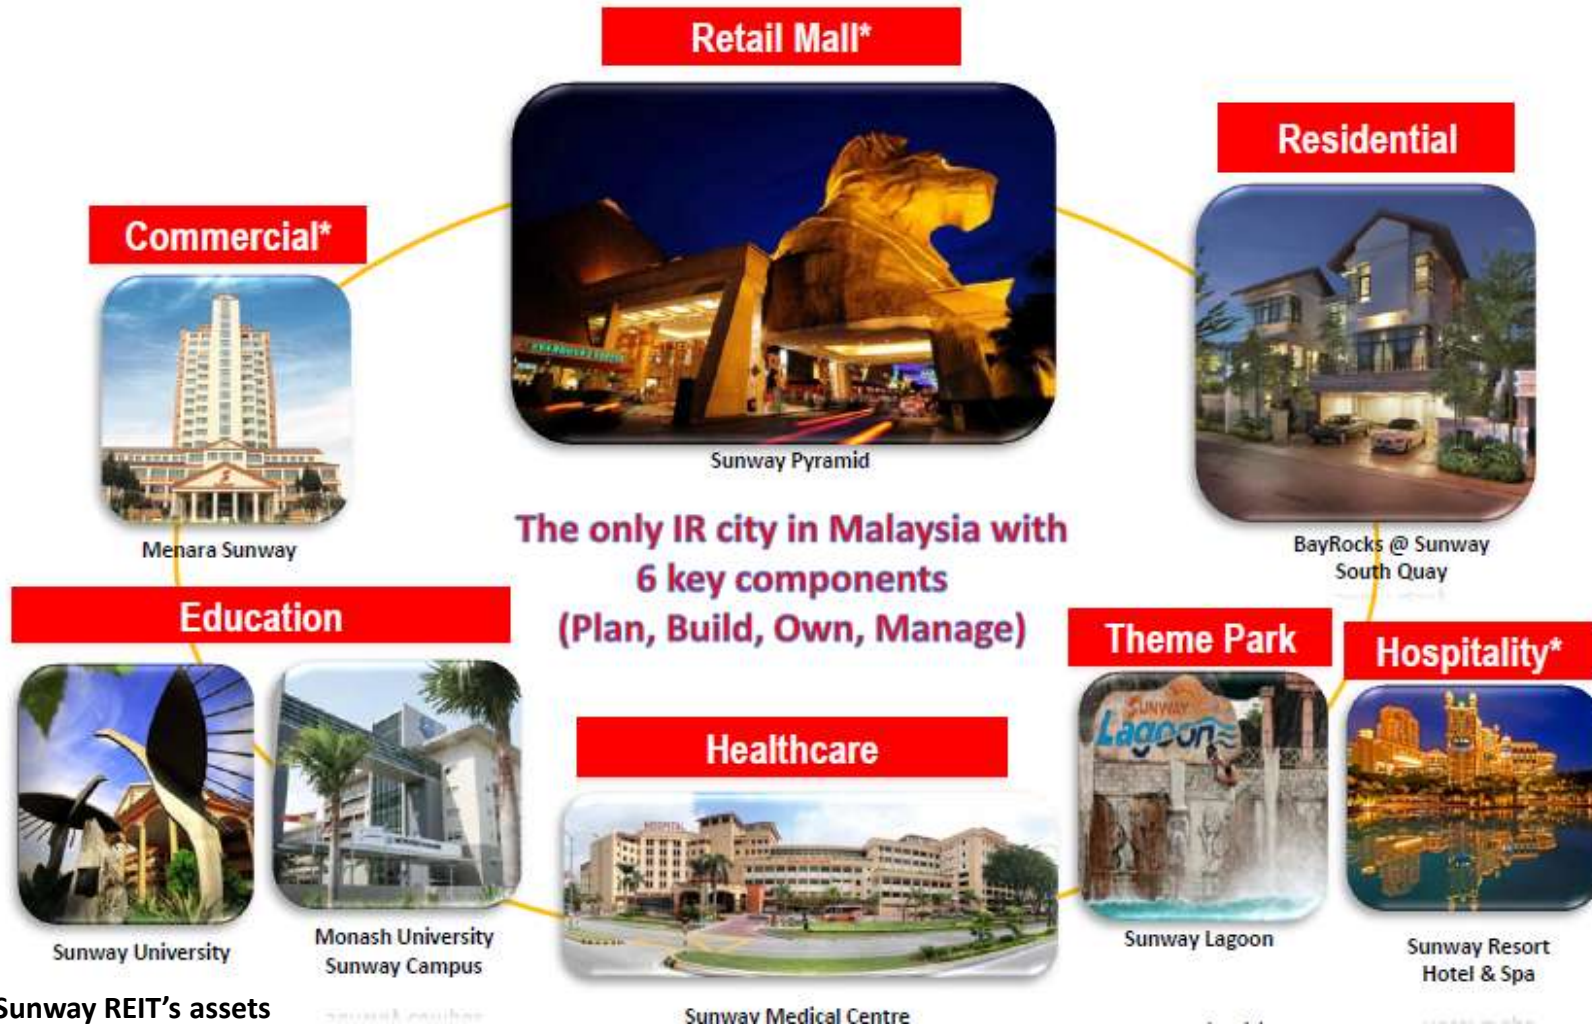 Retail Mall*
Residential
Commercial*
Sunway Pyramid
Menara Sunway
The only IR city in Malaysia with
6 key components
(Plan, Build, Own, Manage)
BayRocks @ Sunway
South Quay
Education
Theme Park
Hospitality*
SUNWAY
Lagoon
Healthcare
HOSPITAL
Sunway University
Monash University
Sunway Campus
Sunway Lagoon
Sunway Resort
Hotel & Spa
Sunway Medical Centre
Sunway REIT’s assets